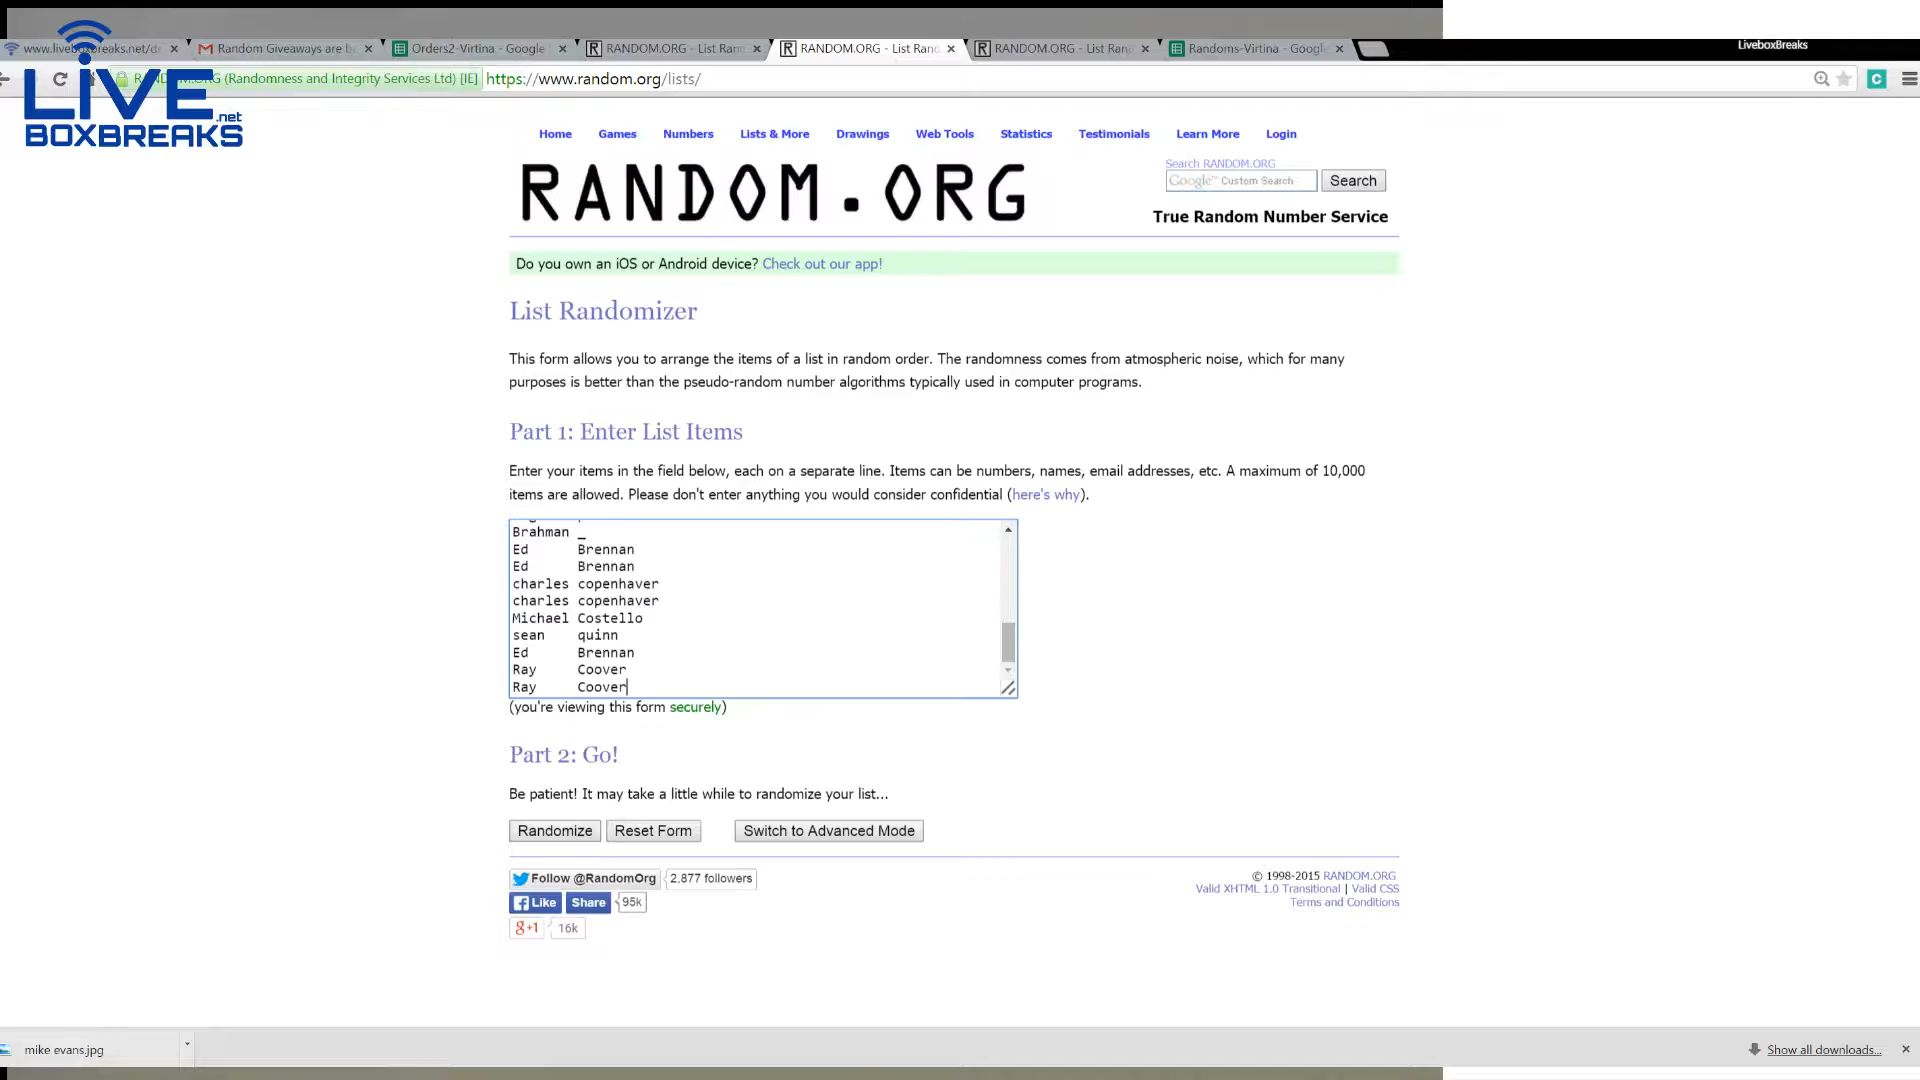 www.liveboxbreaks.net/dr
Random Giveaways are b
Orders2-Virtina - Google
RANDOM.ORG - List Ran
RANDOM.ORG - List Ran
RANDOM.ORG - List Ran
Randoms-Virtina - Google
LiveboxBreaks
RANDOM.ORG (Randomness and Integrity Services Ltd) [IE]
https://www.random.org/lists/
LiVE
.net
BOXBREAKS
Home
Games
Numbers
Lists & More
Drawings
Web Tools
Statistics
Testimonials
Learn More
Login
RANDOM.ORG
Search RANDOM.ORG
Google™ Custom Search
Search
True Random Number Service
Do you own an iOS or Android device? Check out our app!
List Randomizer
This form allows you to arrange the items of a list in random order. The randomness comes from atmospheric noise, which for many
purposes is better than the pseudo-random number algorithms typically used in computer programs.
Part 1: Enter List Items
Enter your items in the field below, each on a separate line. Items can be numbers, names, email addresses, etc. A maximum of 10,000
items are allowed. Please don't enter anything you would consider confidential (here's why).
Brahman _
Ed Brennan
Ed Brennan
charles copenhaver
charles copenhaver
Michael Costello
sean quinn
Ed Brennan
Ray Coover
Ray Coover
(you're viewing this form securely)
Part 2: Go!
Be patient! It may take a little while to randomize your list...
Randomize
Reset Form
Switch to Advanced Mode
Follow @RandomOrg
2,877 followers
Like
Share
95k
g+1
16k
© 1998-2015 RANDOM.ORG
Valid XHTML 1.0 Transitional | Valid CSS
Terms and Conditions
mike evans.jpg
Show all downloads...